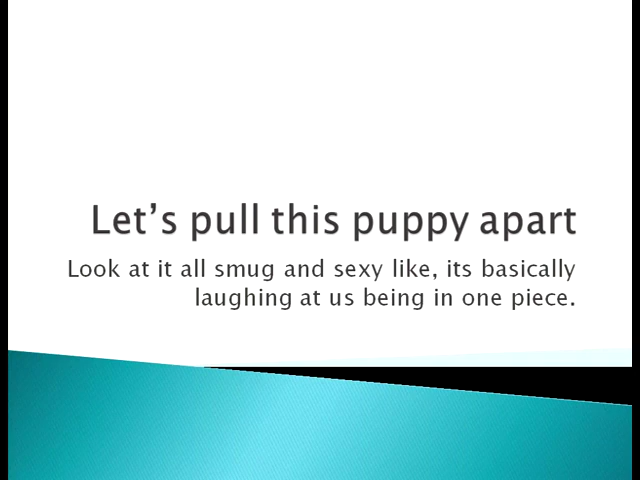 Let’s pull this puppy apart
Look at it all smug and sexy like, its basically
laughing at us being in one piece.